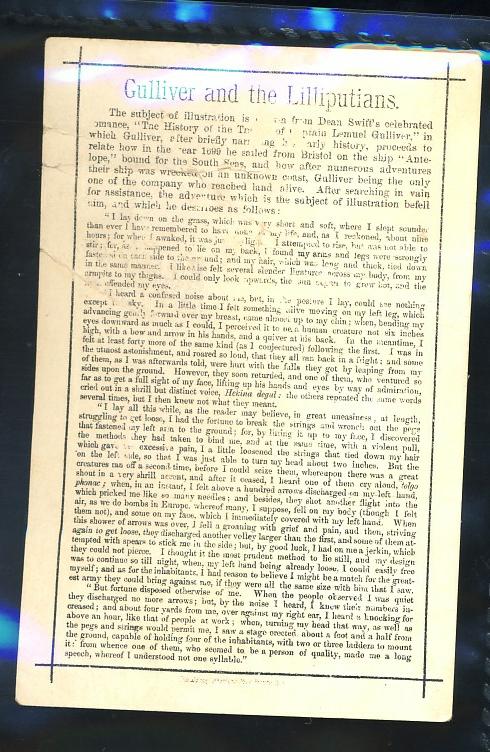 Gulliver and the Lilliputians.
The subject of illustration is from Dean Swift's celebrated
romance, "The History of the of Lemuel Gulliver," in
which Gulliver, after briefly early history, proceeds to
relate how in the year 1699 he sailed from Bristol on the ship "Ante-
lope," bound for the South Seas, and how after numerous adventures
their ship was wrecked on an unknown coast, Gulliver being the only
one of the company who reached land alive. After searching in vain
for assistance, the adventure which is the subject of illustration befell
him, and which he describes as follows:
"I lay down on the grass, which was very short and soft, where I slept sounder
than ever I have remembered to have done in my life, and, as I reckoned, about nine
hours; for when I awaked, it was just light. I attempted to rise, but was not able to
stir; for, as I happened to lie on my back, I found my arms and legs were strongly
fastened on each side to the ground; and my hair, which was long and thick, tied down
in the same manner. I likewise felt several slender ligatures across my body, from my
armpits to my thighs. I could only look upwards, the sun began to grow hot, and the
offended my eyes.
I heard a confused noise about me, but, in the posture I lay, could see nothing
except sky. In a little time I felt something alive moving on my left leg, which
advancing gently forward over my breast, came almost up to my chin; when, bending my
eyes downward as much as I could, I perceived it to be a human creature not six inches
high, with a bow and arrow in his hands, and a quiver at his back. In the meantime, I
felt at least forty more of the same kind (as I conjectured) following the first. I was in
the utmost astonishment, and roared so loud, that they all ran back in a fright; and some
of them, as I was afterwards told, were hurt with the falls they got by leaping from my
sides upon the ground. However, they soon returned, and one of them, who ventured so
far as to get a full sight of my face, lifting up his hands and eyes by way of admiration,
cried out in a shrill but distinct voice, Hekina degul: the others repeated the same words
several times, but I then knew not what they meant.
"I lay all this while, as the reader may believe, in great uneasiness; at length,
struggling to get loose, I had the fortune to break the strings and wrench out the pegs
that fastened my left arm to the ground; for, by lifting it up to my face, I discovered
the methods they had taken to bind me, and at the same time, with a violent pull,
which gave excessive pain, I a little loosened the strings that tied down my hair
on the left side, so that I was just able to turn my head about two inches. But the
creatures ran off a second time, before I could seize them, whereupon there was a great
shout in a very shrill accent, and after it ceased, I heard one of them cry aloud, tolgo
phonac; when, in an instant, I felt above a hundred arrows discharged on my left hand,
which pricked me like so many needles; and besides, they shot another flight into the
air, as we do bombs in Europe, whereof many, I suppose, fell on my body (though I felt
them not), and some on my face, which I immediately covered with my left hand. When
this shower of arrows was over, I fell a groaning with grief and pain, and then, striving
again to get loose, they discharged another volley larger than the first, and some of them at-
tempted with spears to stick me in the side; but, by good luck, I had on me a jerkin, which
they could not pierce. I thought it the most prudent method to lie still, and my design
was to continue so till night, when, my left hand being already loose, I could easily free
myself; and as for the inhabitants, I had reason to believe I might be a match for the great-
est army they could bring against me, if they were all the same size with him that I saw.
"But fortune disposed otherwise of me. When the people observed I was quiet
they discharged no more arrows; but, by the noise I heard, I knew their numbers in-
creased; and about four yards from me, over against my right ear, I heard a knocking for
above an hour, like that of people at work; when, turning my head that way, as well as
the pegs and strings would permit me, I saw a stage erected about a foot and a half from
the ground, capable of holding four of the inhabitants, with two or three ladders to mount
it: from whence one of them, who seemed to be a person of quality, made me a long
speech, whereof I understood not one syllable."